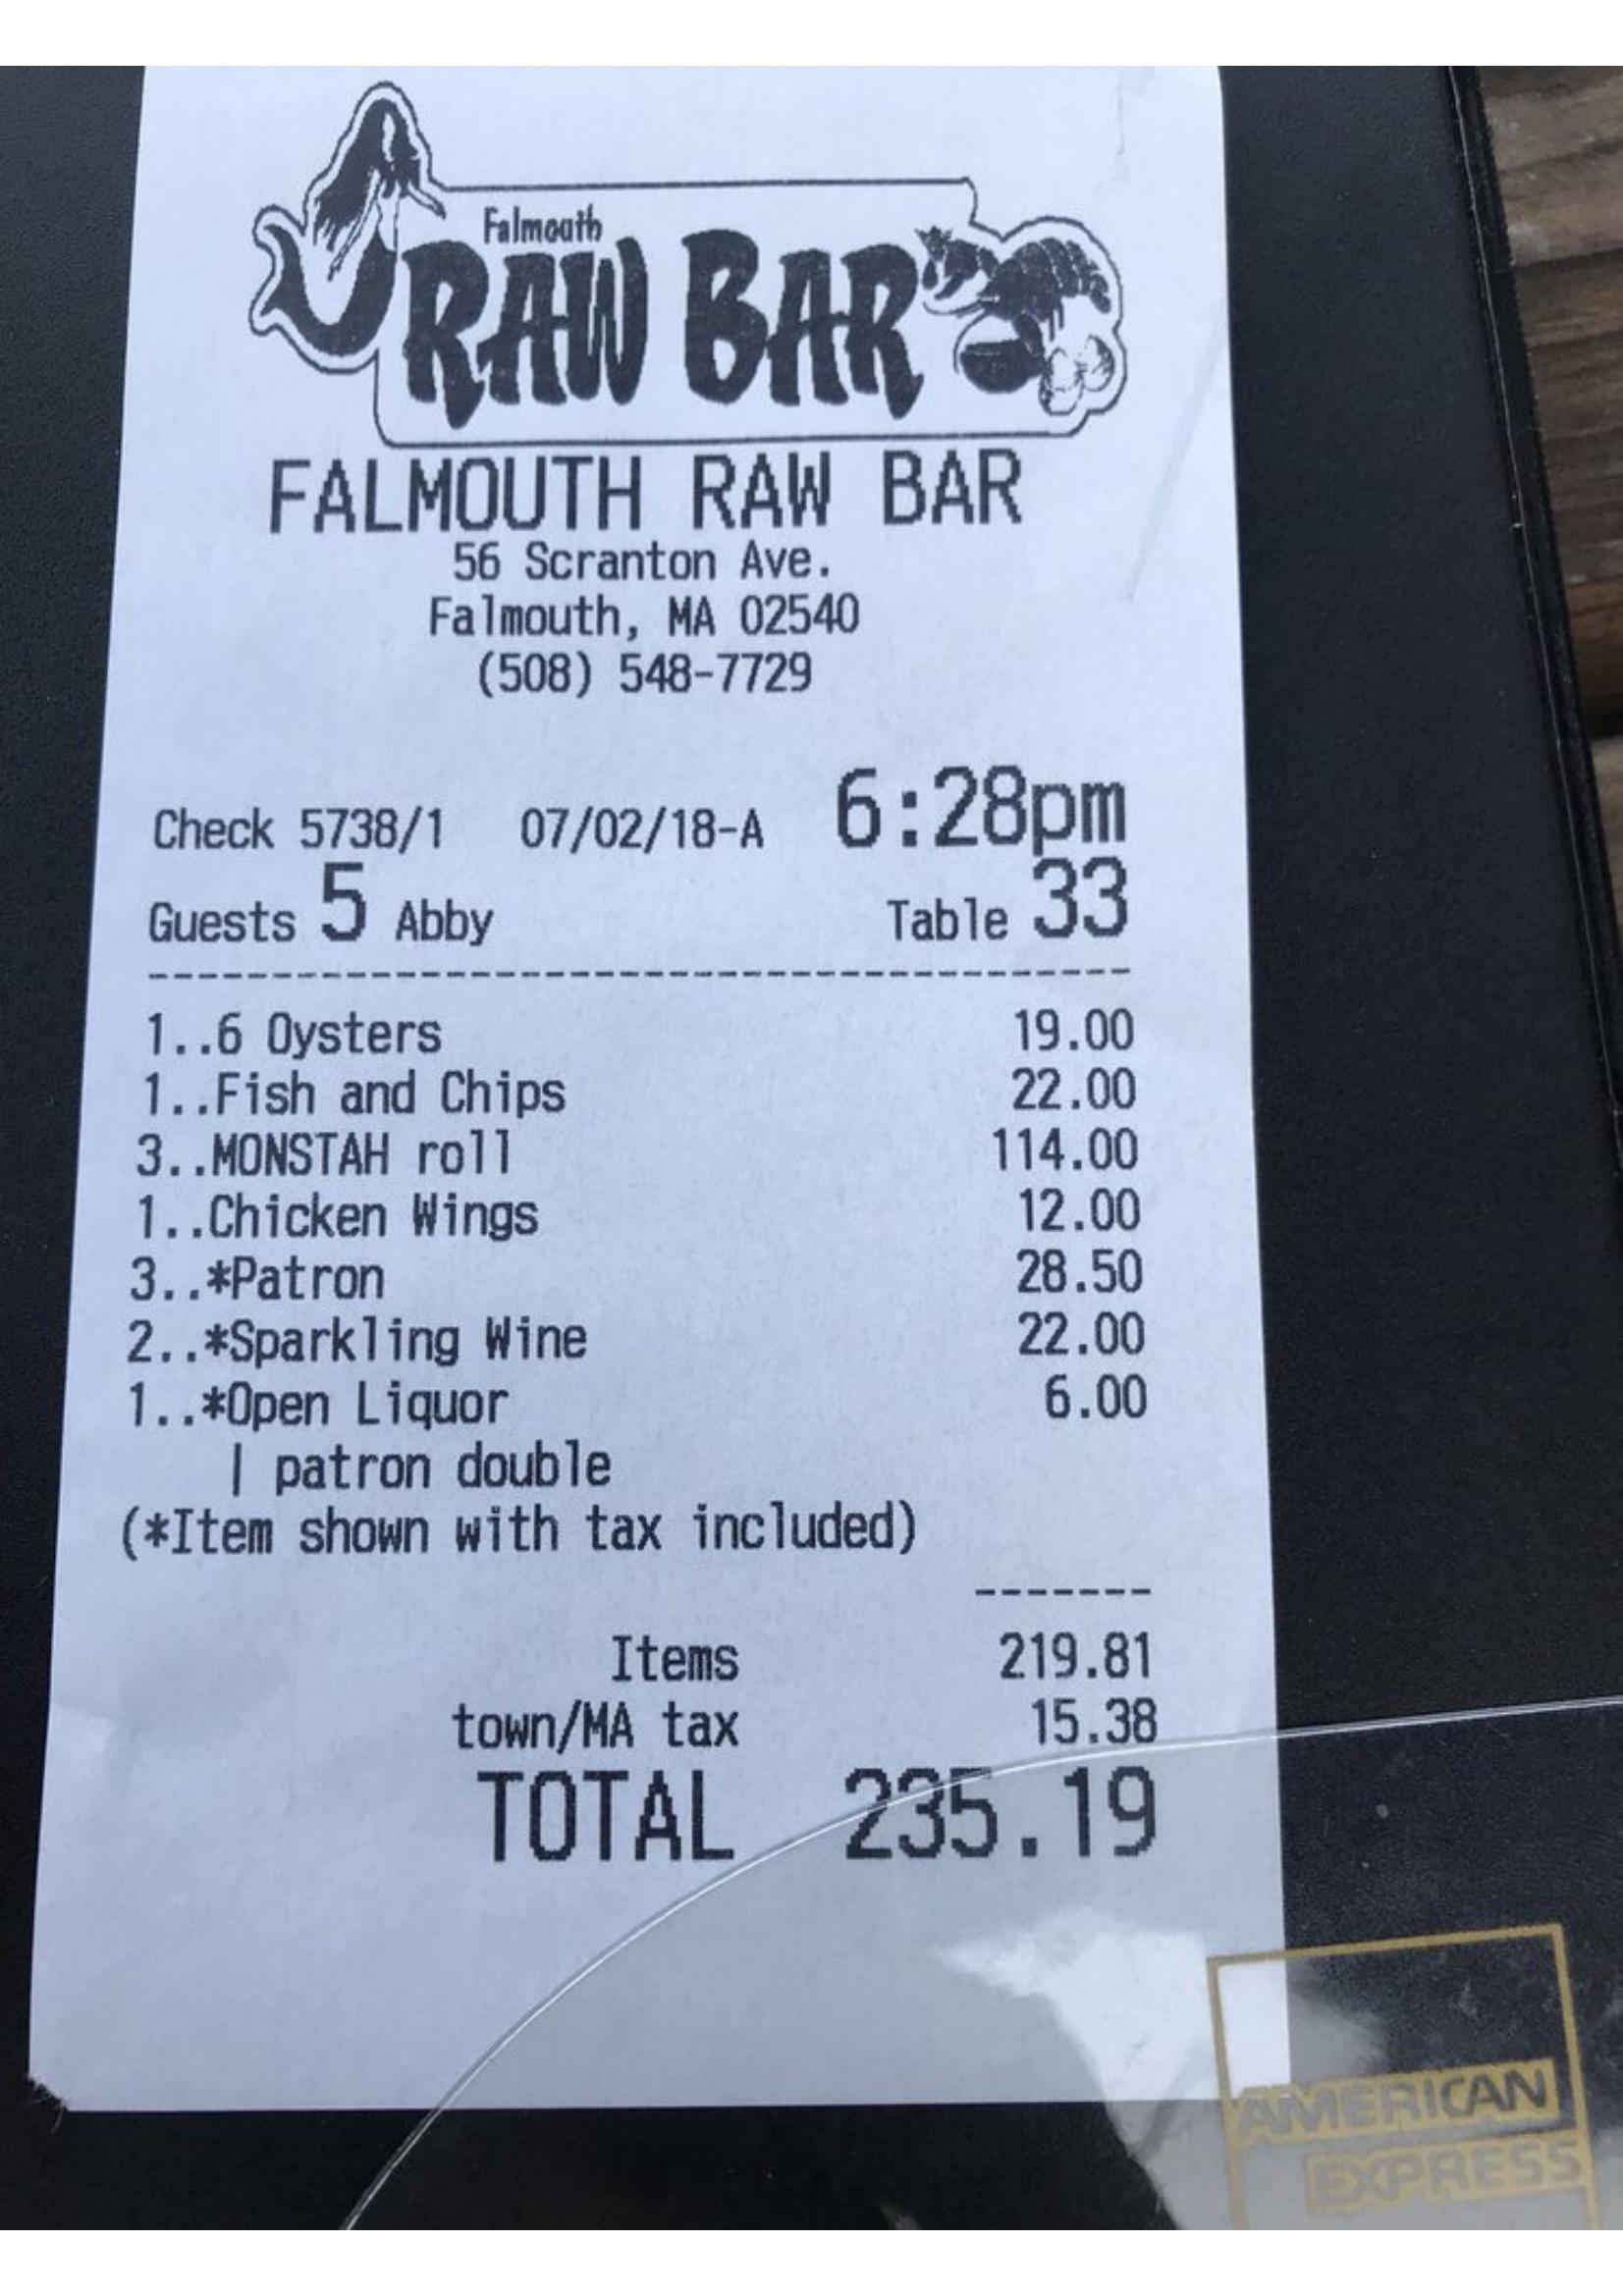 Falmouth
RAW BAR
FALMOUTH RAW BAR
56 Scranton Ave.
Falmouth, MA 02540
(508) 548-7729
Check 5738/1 07/02/18-A 6:28pm
Guests 5 Abby Table 33
----------------------------------------
1..6 Oysters 19.00
1..Fish and Chips 22.00
3..MONSTAH roll 114.00
1..Chicken Wings 12.00
3..*Patron 28.50
2..*Sparkling Wine 22.00
1..*Open Liquor 6.00
| patron double
(*Item shown with tax included)
-------
Items 219.81
town/MA tax 15.38
TOTAL 235.19
AMERICAN
EXPRESS